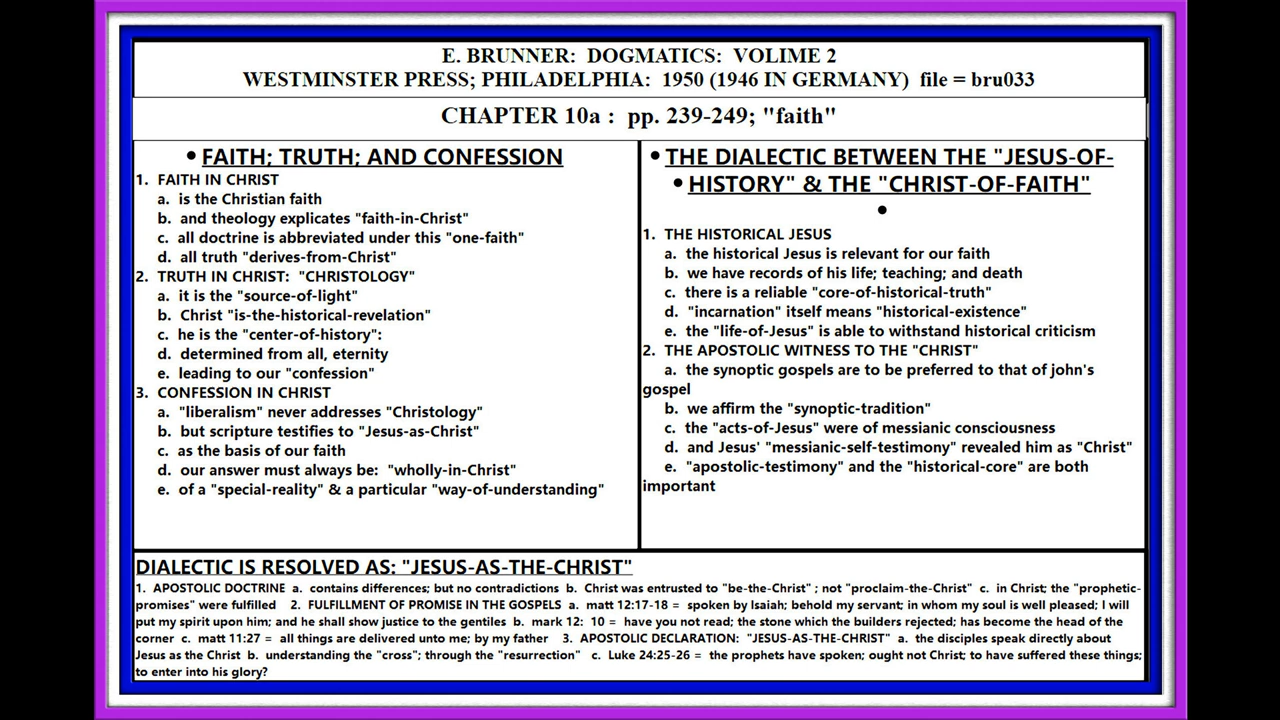 E. BRUNNER: DOGMATICS: VOLIME 2
WESTMINSTER PRESS; PHILADELPHIA: 1950 (1946 IN GERMANY) file = bru033
CHAPTER 10a : pp. 239-249; "faith"
• FAITH; TRUTH; AND CONFESSION
1. FAITH IN CHRIST
a. is the Christian faith
b. and theology explicates "faith-in-Christ"
c. all doctrine is abbreviated under this "one-faith"
d. all truth "derives-from-Christ"
2. TRUTH IN CHRIST: "CHRISTOLOGY"
a. it is the "source-of-light"
b. Christ "is-the-historical-revelation"
c. he is the "center-of-history":
d. determined from all, eternity
e. leading to our "confession"
3. CONFESSION IN CHRIST
a. "liberalism" never addresses "Christology"
b. but scripture testifies to "Jesus-as-Christ"
c. as the basis of our faith
d. our answer must always be: "wholly-in-Christ"
e. of a "special-reality" & a particular "way-of-understanding"
• THE DIALECTIC BETWEEN THE "JESUS-OF-
• HISTORY" & THE "CHRIST-OF-FAITH"
•
1. THE HISTORICAL JESUS
a. the historical Jesus is relevant for our faith
b. we have records of his life; teaching; and death
c. there is a reliable "core-of-historical-truth"
d. "incarnation" itself means "historical-existence"
e. the "life-of-Jesus" is able to withstand historical criticism
2. THE APOSTOLIC WITNESS TO THE "CHRIST"
a. the synoptic gospels are to be preferred to that of john's
gospel
b. we affirm the "synoptic-tradition"
c. the "acts-of-Jesus" were of messianic consciousness
d. and Jesus' "messianic-self-testimony" revealed him as "Christ"
e. "apostolic-testimony" and the "historical-core" are both
important
DIALECTIC IS RESOLVED AS: "JESUS-AS-THE-CHRIST"
1. APOSTOLIC DOCTRINE a. contains differences; but no contradictions b. Christ was entrusted to "be-the-Christ" ; not "proclaim-the-Christ" c. in Christ; the "prophetic-
promises" were fulfilled 2. FULFILLMENT OF PROMISE IN THE GOSPELS a. matt 12:17-18 = spoken by Isaiah; behold my servant; in whom my soul is well pleased; I will
put my spirit upon him; and he shall show justice to the gentiles b. mark 12: 10 = have you not read; the stone which the builders rejected; has become the head of the
corner c. matt 11:27 = all things are delivered unto me; by my father 3. APOSTOLIC DECLARATION: "JESUS-AS-THE-CHRIST" a. the disciples speak directly about
Jesus as the Christ b. understanding the "cross"; through the "resurrection" c. Luke 24:25-26 = the prophets have spoken; ought not Christ; to have suffered these things;
to enter into his glory?